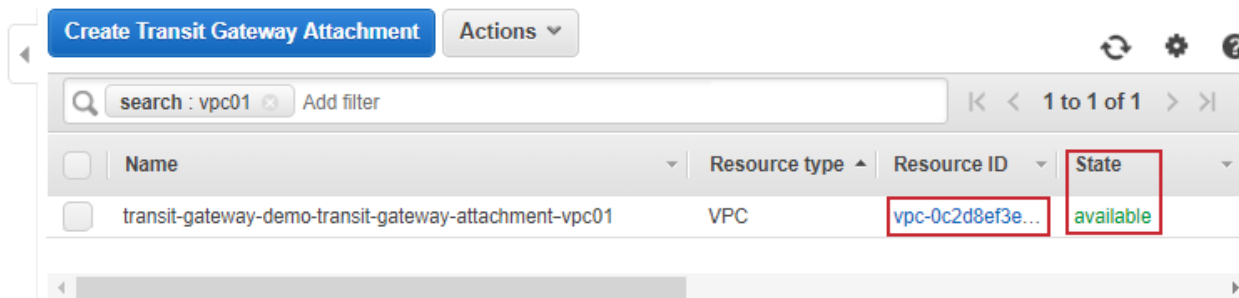 Create Transit Gateway Attachment Actions
search : vpc01 Add filter 1 to 1 of 1
Name Resource type Resource ID State
transit-gateway-demo-transit-gateway-attachment-vpc01 VPC vpc-0c2d8ef3e... available